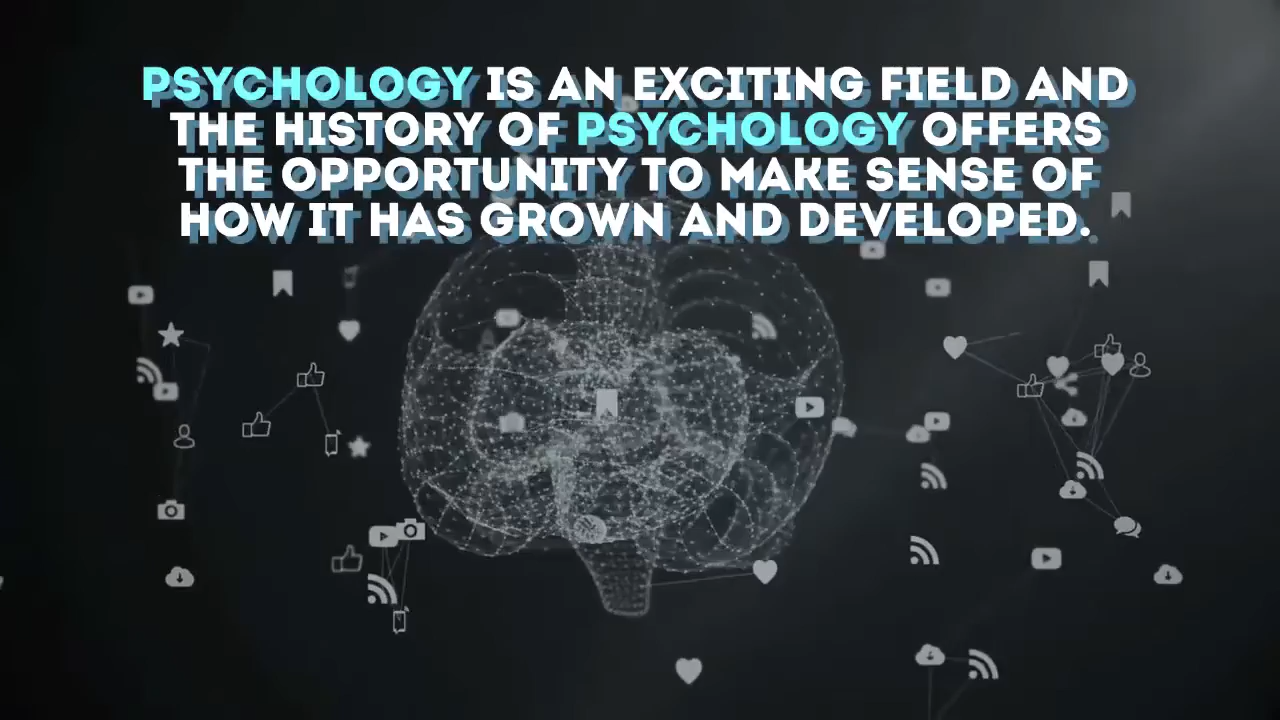 PSYCHOLOGY IS AN EXCITING FIELD AND
THE HISTORY OF PSYCHOLOGY OFFERS
THE OPPORTUNITY TO MAKE SENSE OF
HOW IT HAS GROWN AND DEVELOPED.